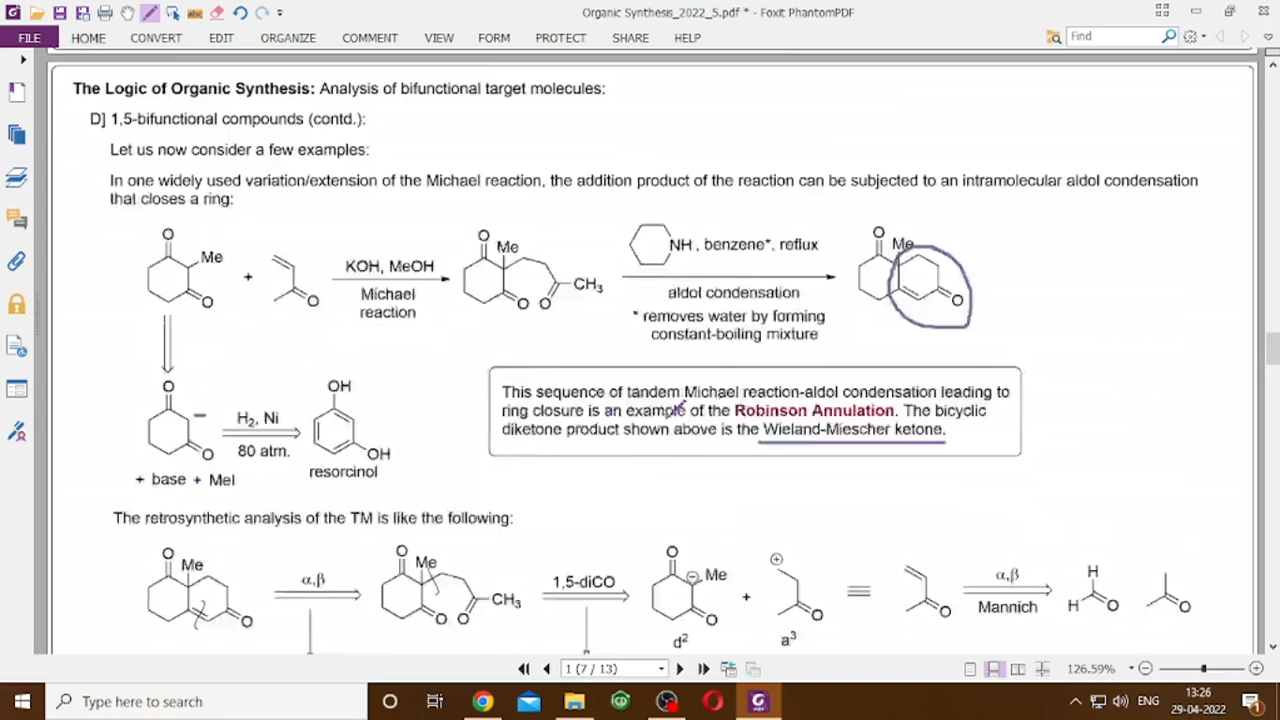 Organic Synthesis_2022_5.pdf * - Foxit PhantomPDF
FILE HOME CONVERT EDIT ORGANIZE COMMENT VIEW FORM PROTECT SHARE HELP
Find
The Logic of Organic Synthesis: Analysis of bifunctional target molecules:
D] 1,5-bifunctional compounds (contd.):
Let us now consider a few examples:
In one widely used variation/extension of the Michael reaction, the addition product of the reaction can be subjected to an intramolecular aldol condensation
that closes a ring:
O Me O + O
KOH, MeOH
Michael
reaction
O Me O O CH₃
NH , benzene*, reflux
aldol condensation
* removes water by forming
constant-boiling mixture
O Me O
O O
+ base + MeI
H₂, Ni
80 atm.
OH
OH
resorcinol
This sequence of tandem Michael reaction-aldol condensation leading to
ring closure is an example of the Robinson Annulation. The bicyclic
diketone product shown above is the Wieland-Miescher ketone.
The retrosynthetic analysis of the TM is like the following:
O Me O
α,β
O Me O O CH₃
1,5-diCO
O ⊖ Me O
d²
+
⊕ O
a³
≡
O
α,β
Mannich
H H O O
1 (7 / 13)
126.59%
Type here to search
ENG
13:26
29-04-2022
1